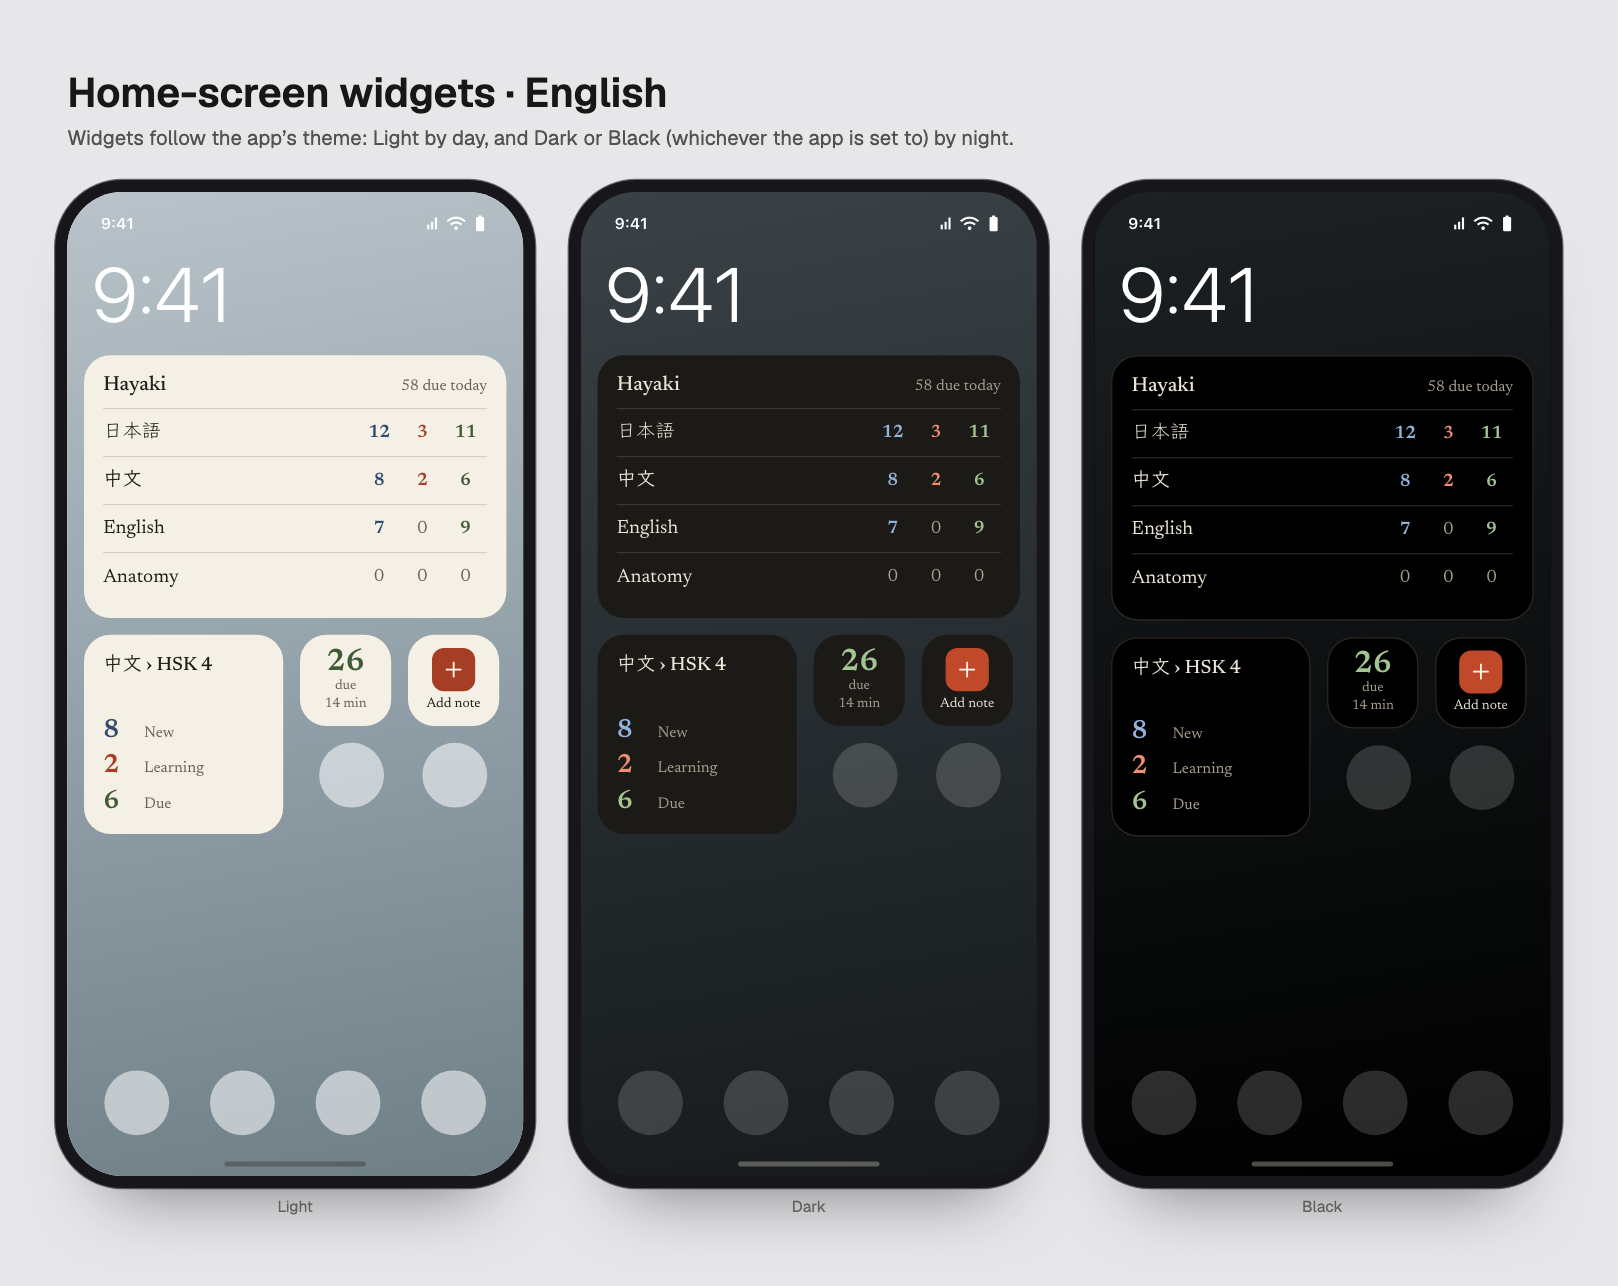 Home-screen widgets · English
Widgets follow the app's theme: Light by day, and Dark or Black (whichever the app is set to) by night.
9:41
9:41
Hayaki 58 due today
日本語 12 3 11
中文 8 2 6
English 7 0 9
Anatomy 0 0 0
中文 › HSK 4
8 New
2 Learning
6 Due
26
due
14 min
Add note
Light
9:41
9:41
Hayaki 58 due today
日本語 12 3 11
中文 8 2 6
English 7 0 9
Anatomy 0 0 0
中文 › HSK 4
8 New
2 Learning
6 Due
26
due
14 min
Add note
Dark
9:41
9:41
Hayaki 58 due today
日本語 12 3 11
中文 8 2 6
English 7 0 9
Anatomy 0 0 0
中文 › HSK 4
8 New
2 Learning
6 Due
26
due
14 min
Add note
Black